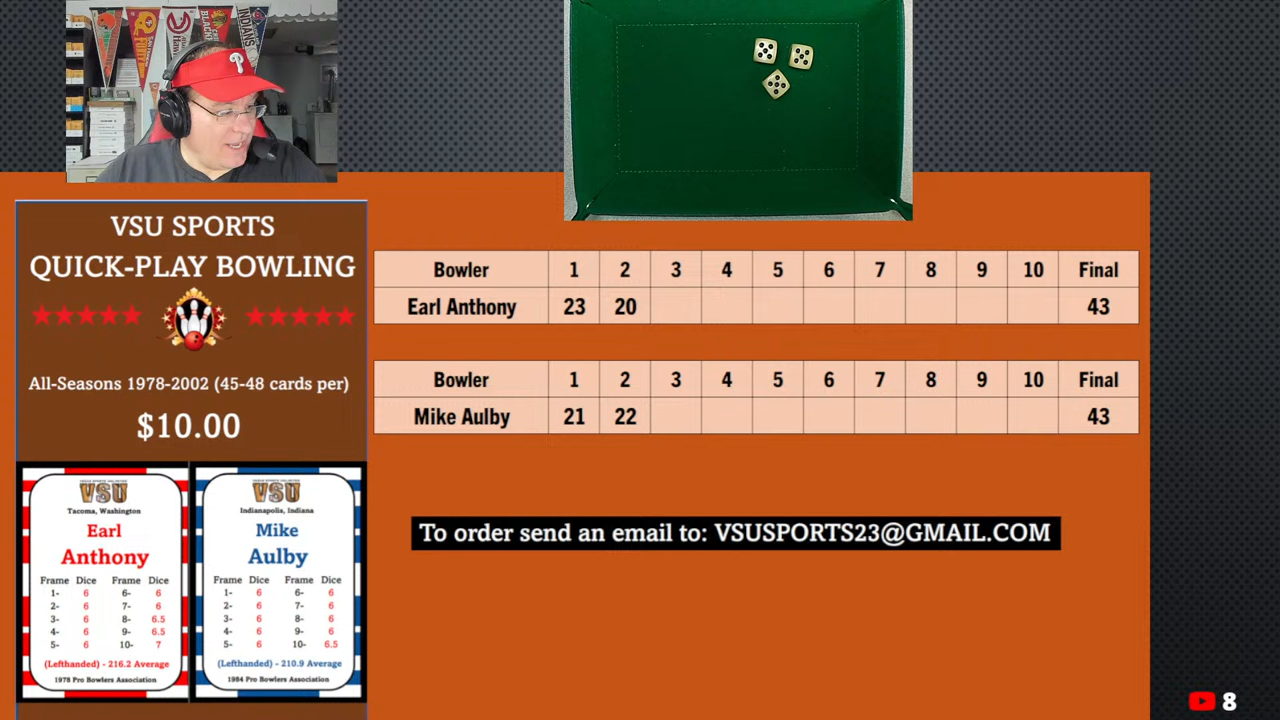 INDIANS
P
VSU SPORTS
QUICK-PLAY BOWLING
All-Seasons 1978-2002 (45-48 cards per)
$10.00
Bowler 1 2 3 4 5 6 7 8 9 10 Final
Earl Anthony 23 20 43
Bowler 1 2 3 4 5 6 7 8 9 10 Final
Mike Aulby 21 22 43
To order send an email to: VSUSPORTS23@GMAIL.COM
VSU
Tacoma, Washington
Earl
Anthony
Frame Dice Frame Dice
1- 6 6- 6
2- 6 7- 6
3- 6 8- 6.5
4- 6 9- 6.5
5- 6 10- 7
(Lefthanded) - 216.2 Average
1978 Pro Bowlers Association
VSU
Indianapolis, Indiana
Mike
Aulby
Frame Dice Frame Dice
1- 6 6- 6
2- 6 7- 6
3- 6 8- 6
4- 6 9- 6
5- 6 10- 6.5
(Lefthanded) - 210.9 Average
1984 Pro Bowlers Association
8